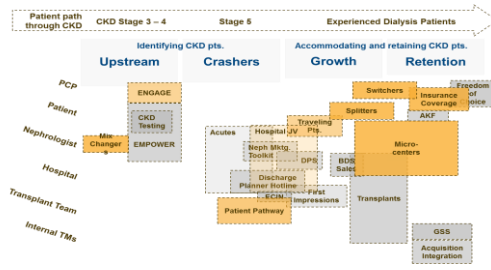 Patient path
through CKD
CKD Stage 3 – 4
Stage 5
Experienced Dialysis Patients
Identifying CKD pts.
Accommodating and retaining CKD pts.
Upstream
Crashers
Growth
Retention
PCP
Patient
Nephrologist
Hospital
Transplant Team
Internal TMs
ENGAGE
CKD
Testing
EMPOWER
Mix
Changer
s
Acutes
Hospital JV
Neph Mktg.
Toolkit
Discharge
Planner Hotline
ECIN
Patient Pathway
Traveling
Pts.
DPS
First
Impressions
Splitters
Switchers
BDS
Sales
Transplants
Micro-
centers
Insurance
Coverage
AKF
Freedom
of
Choice
GSS
Acquisition
Integration